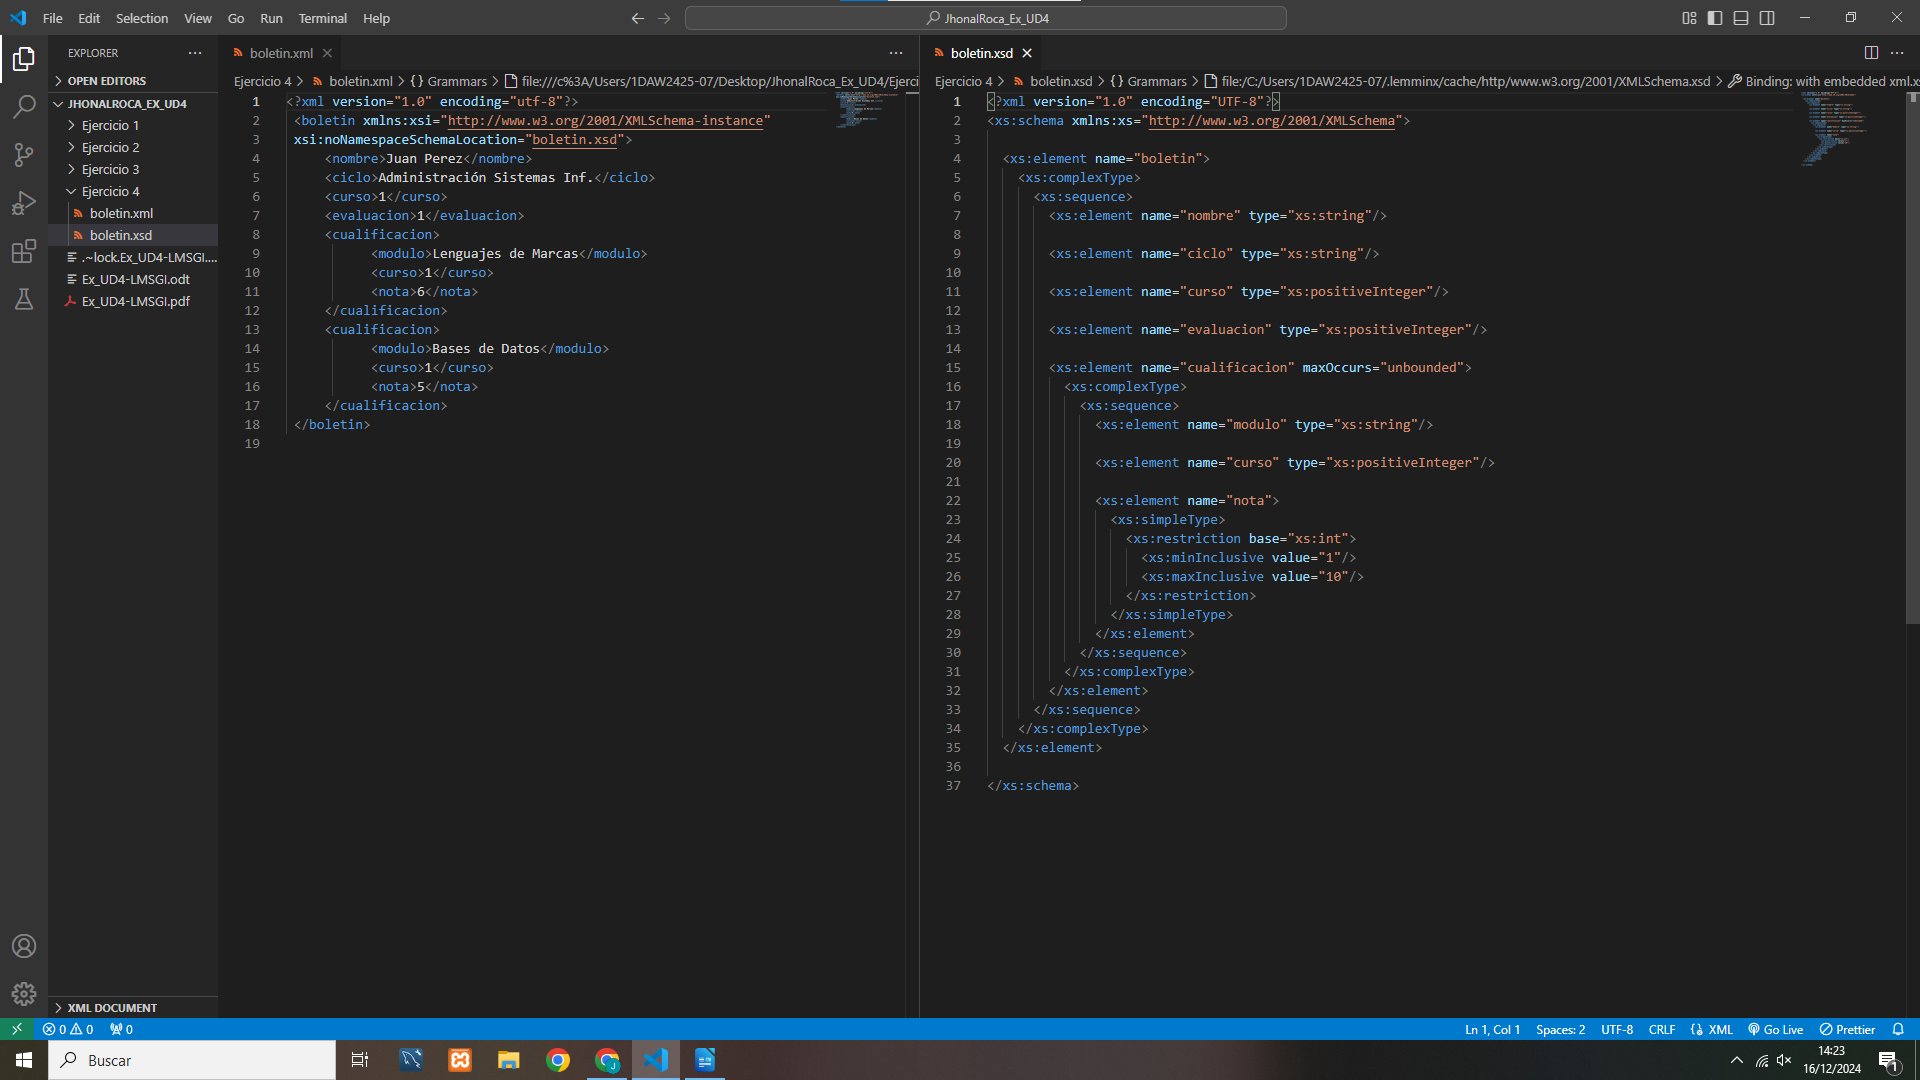 File Edit Selection View Go Run Terminal Help
JhonalRoca_Ex_UD4
EXPLORER
OPEN EDITORS
JHONALROCA_EX_UD4
Ejercicio 1
Ejercicio 2
Ejercicio 3
Ejercicio 4
boletin.xml
boletin.xsd
.~lock.Ex_UD4-LMSGI....
Ex_UD4-LMSGI.odt
Ex_UD4-LMSGI.pdf
XML DOCUMENT
boletin.xml
Ejercicio 4 > boletin.xml > {} Grammars > file:///c%3A/Users/1DAW2425-07/Desktop/JhonalRoca_Ex_UD4/Ejerci
1 <?xml version="1.0" encoding="utf-8"?>
2 <boletin xmlns:xsi="http://www.w3.org/2001/XMLSchema-instance"
3 xsi:noNamespaceSchemaLocation="boletin.xsd">
4 <nombre>Juan Perez</nombre>
5 <ciclo>Administración Sistemas Inf.</ciclo>
6 <curso>1</curso>
7 <evaluacion>1</evaluacion>
8 <cualificacion>
9 <modulo>Lenguajes de Marcas</modulo>
10 <curso>1</curso>
11 <nota>6</nota>
12 </cualificacion>
13 <cualificacion>
14 <modulo>Bases de Datos</modulo>
15 <curso>1</curso>
16 <nota>5</nota>
17 </cualificacion>
18 </boletin>
19
boletin.xsd
Ejercicio 4 > boletin.xsd > {} Grammars > file:/C:/Users/1DAW2425-07/.lemminx/cache/http/www.w3.org/2001/XMLSchema.xsd > Binding: with embedded xml.xs
1 <?xml version="1.0" encoding="UTF-8"?>
2 <xs:schema xmlns:xs="http://www.w3.org/2001/XMLSchema">
3
4 <xs:element name="boletin">
5 <xs:complexType>
6 <xs:sequence>
7 <xs:element name="nombre" type="xs:string"/>
8
9 <xs:element name="ciclo" type="xs:string"/>
10
11 <xs:element name="curso" type="xs:positiveInteger"/>
12
13 <xs:element name="evaluacion" type="xs:positiveInteger"/>
14
15 <xs:element name="cualificacion" maxOccurs="unbounded">
16 <xs:complexType>
17 <xs:sequence>
18 <xs:element name="modulo" type="xs:string"/>
19
20 <xs:element name="curso" type="xs:positiveInteger"/>
21
22 <xs:element name="nota">
23 <xs:simpleType>
24 <xs:restriction base="xs:int">
25 <xs:minInclusive value="1"/>
26 <xs:maxInclusive value="10"/>
27 </xs:restriction>
28 </xs:simpleType>
29 </xs:element>
30 </xs:sequence>
31 </xs:complexType>
32 </xs:element>
33 </xs:sequence>
34 </xs:complexType>
35 </xs:element>
36
37 </xs:schema>
0 0 0 Ln 1, Col 1 Spaces: 2 UTF-8 CRLF {} XML Go Live Prettier
Buscar
14:23
16/12/2024
1